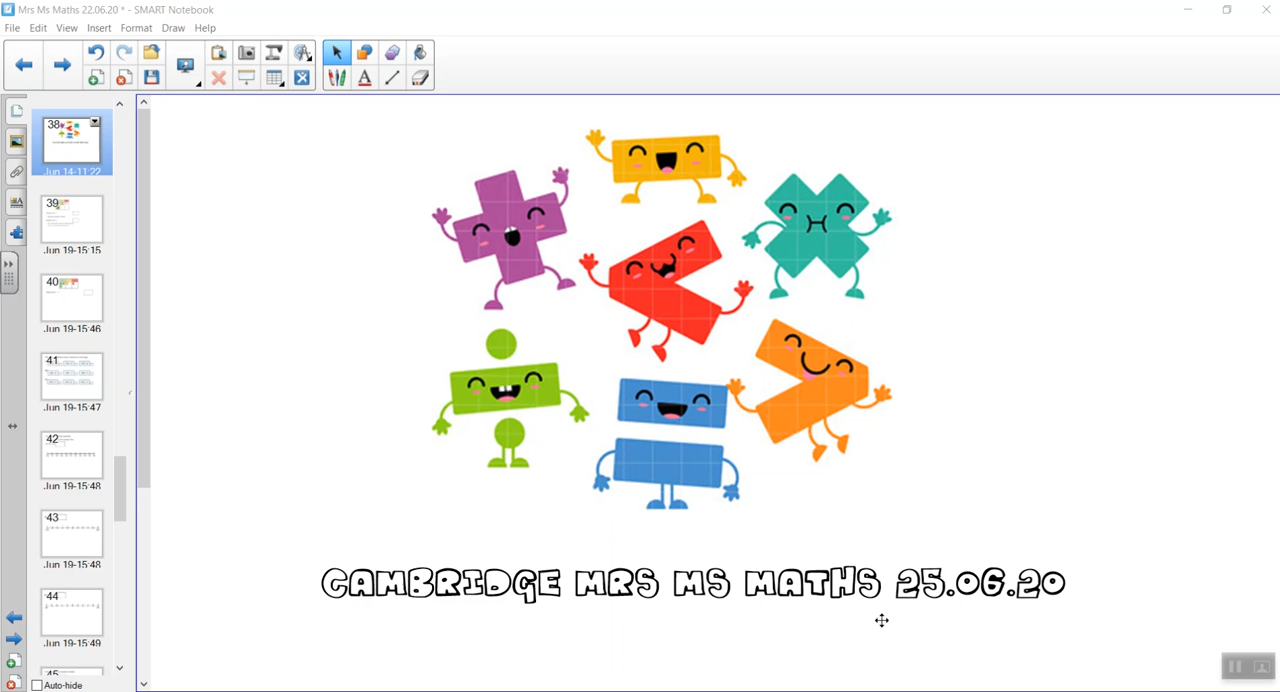 Mrs Ms Maths 22.06.20 * - SMART Notebook
File Edit View Insert Format Draw Help
38
Jun 14-11:22
39
Jun 19-15:15
40
Jun 19-15:46
41
Jun 19-15:47
42
Jun 19-15:48
43
Jun 19-15:48
44
Jun 19-15:49
45
Auto-hide
CAMBRIDGE MRS MS MATHS 25.06.20